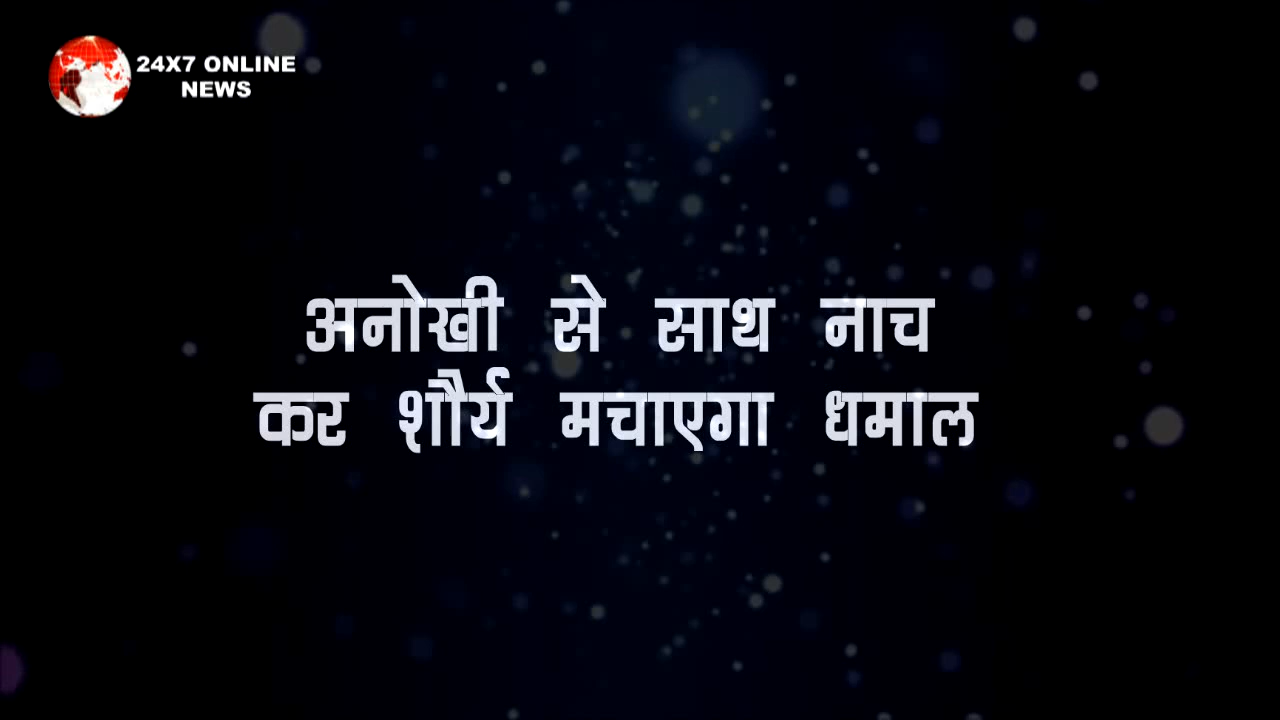 24X7 ONLINE
NEWS
अनोखी से साथ नाच
कर शौर्य मचाएगा धमाल